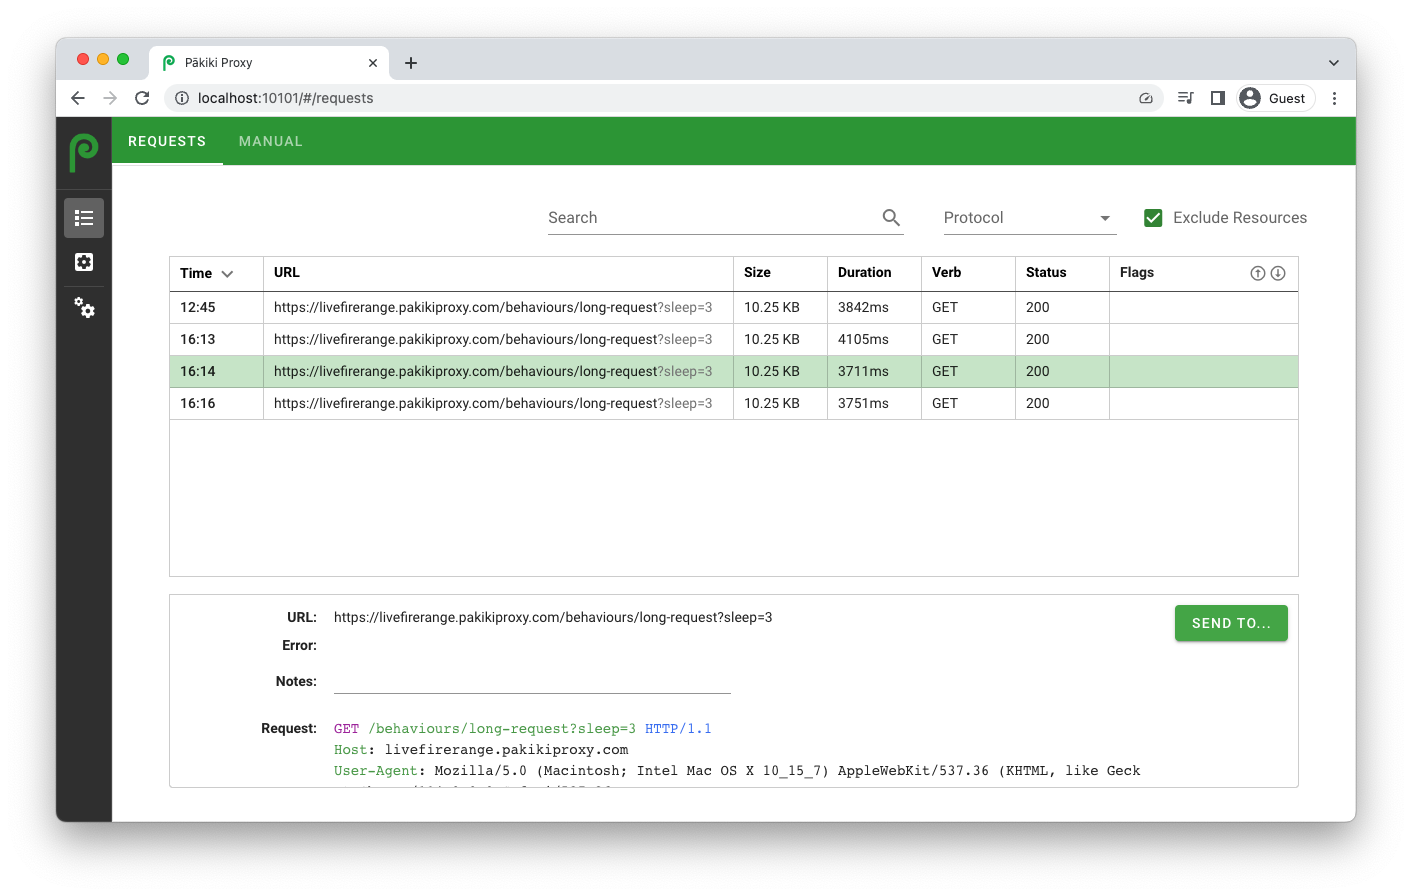 Pākiki Proxy
localhost:10101/#/requests
Guest
REQUESTS MANUAL
Search Protocol Exclude Resources
Time URL Size Duration Verb Status Flags
12:45 https://livefirerange.pakikiproxy.com/behaviours/long-request?sleep=3 10.25 KB 3842ms GET 200
16:13 https://livefirerange.pakikiproxy.com/behaviours/long-request?sleep=3 10.25 KB 4105ms GET 200
16:14 https://livefirerange.pakikiproxy.com/behaviours/long-request?sleep=3 10.25 KB 3711ms GET 200
16:16 https://livefirerange.pakikiproxy.com/behaviours/long-request?sleep=3 10.25 KB 3751ms GET 200
URL: https://livefirerange.pakikiproxy.com/behaviours/long-request?sleep=3 SEND TO...
Error:
Notes:
Request: GET /behaviours/long-request?sleep=3 HTTP/1.1
Host: livefirerange.pakikiproxy.com
User-Agent: Mozilla/5.0 (Macintosh; Intel Mac OS X 10_15_7) AppleWebKit/537.36 (KHTML, like Geck